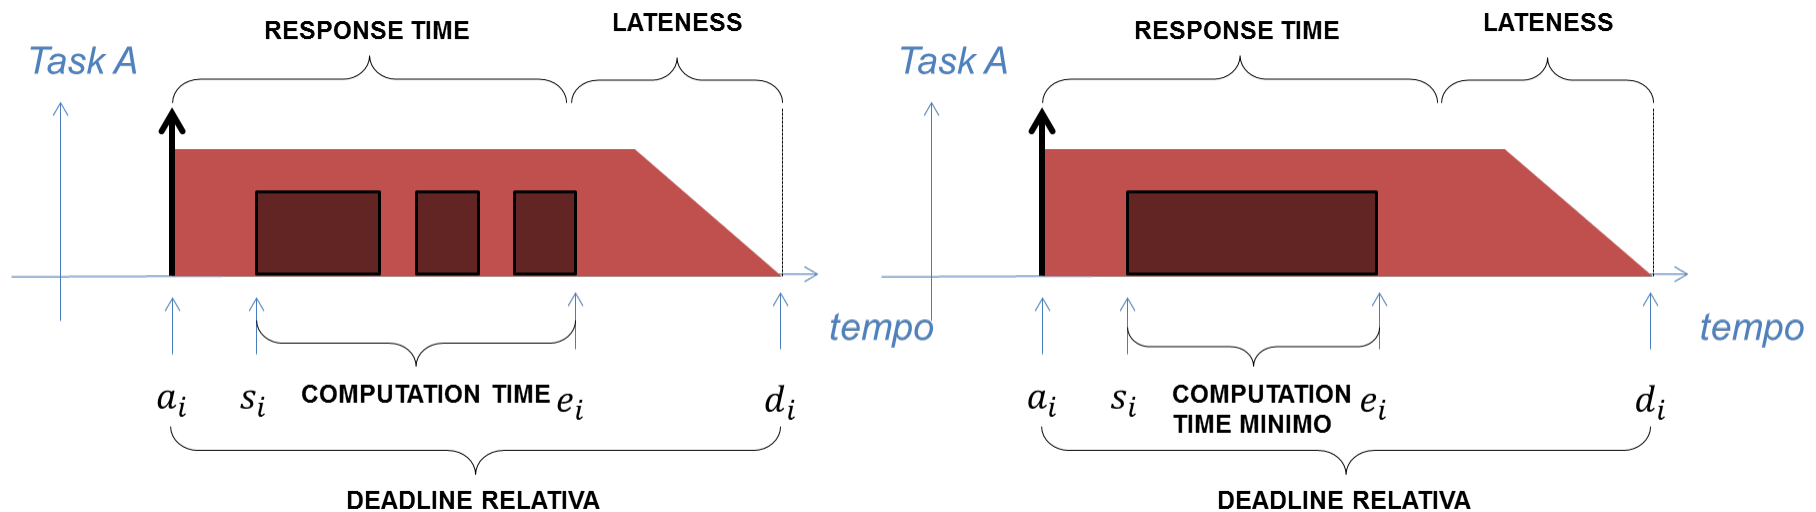 RESPONSE TIME
LATENESS
Task A
tempo
COMPUTATION TIME
a_i
s_i
e_i
d_i
DEADLINE RELATIVA
RESPONSE TIME
LATENESS
Task A
tempo
COMPUTATION
TIME MINIMO
a_i
s_i
e_i
d_i
DEADLINE RELATIVA